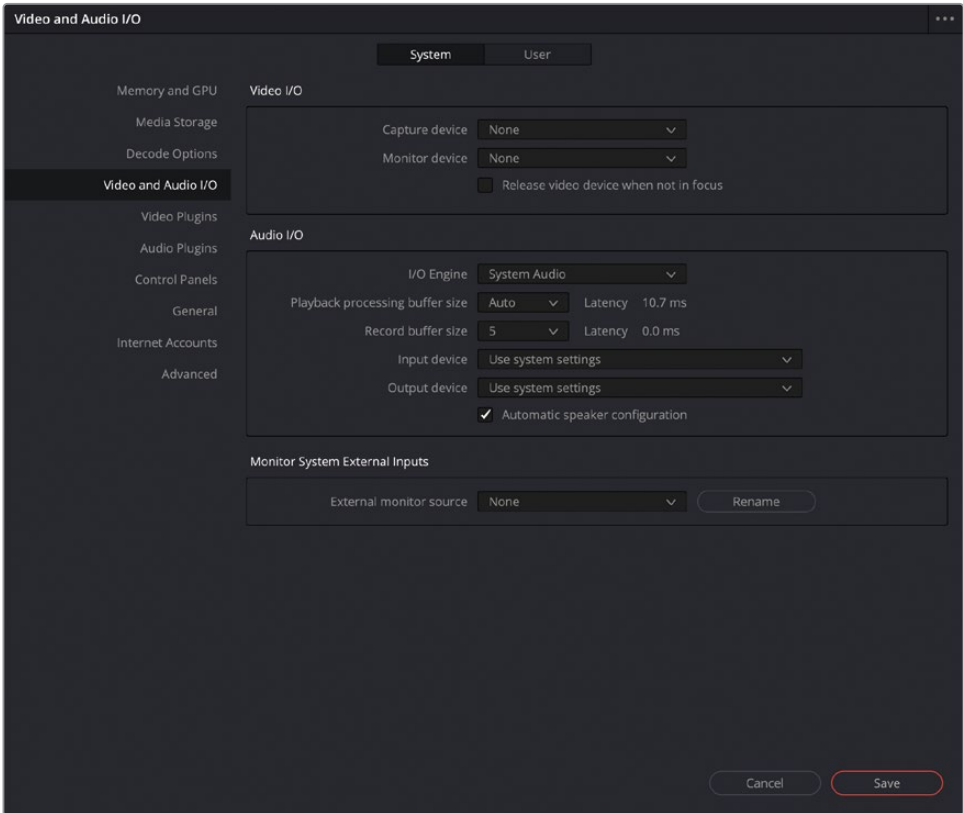 Video and Audio I/O
System User
Memory and GPU
Media Storage
Decode Options
Video and Audio I/O
Video Plugins
Audio Plugins
Control Panels
General
Internet Accounts
Advanced
Video I/O
Capture device None
Monitor device None
Release video device when not in focus
Audio I/O
I/O Engine System Audio
Playback processing buffer size Auto Latency 10.7 ms
Record buffer size 5 Latency 0.0 ms
Input device Use system settings
Output device Use system settings
Automatic speaker configuration
Monitor System External Inputs
External monitor source None Rename
Cancel Save